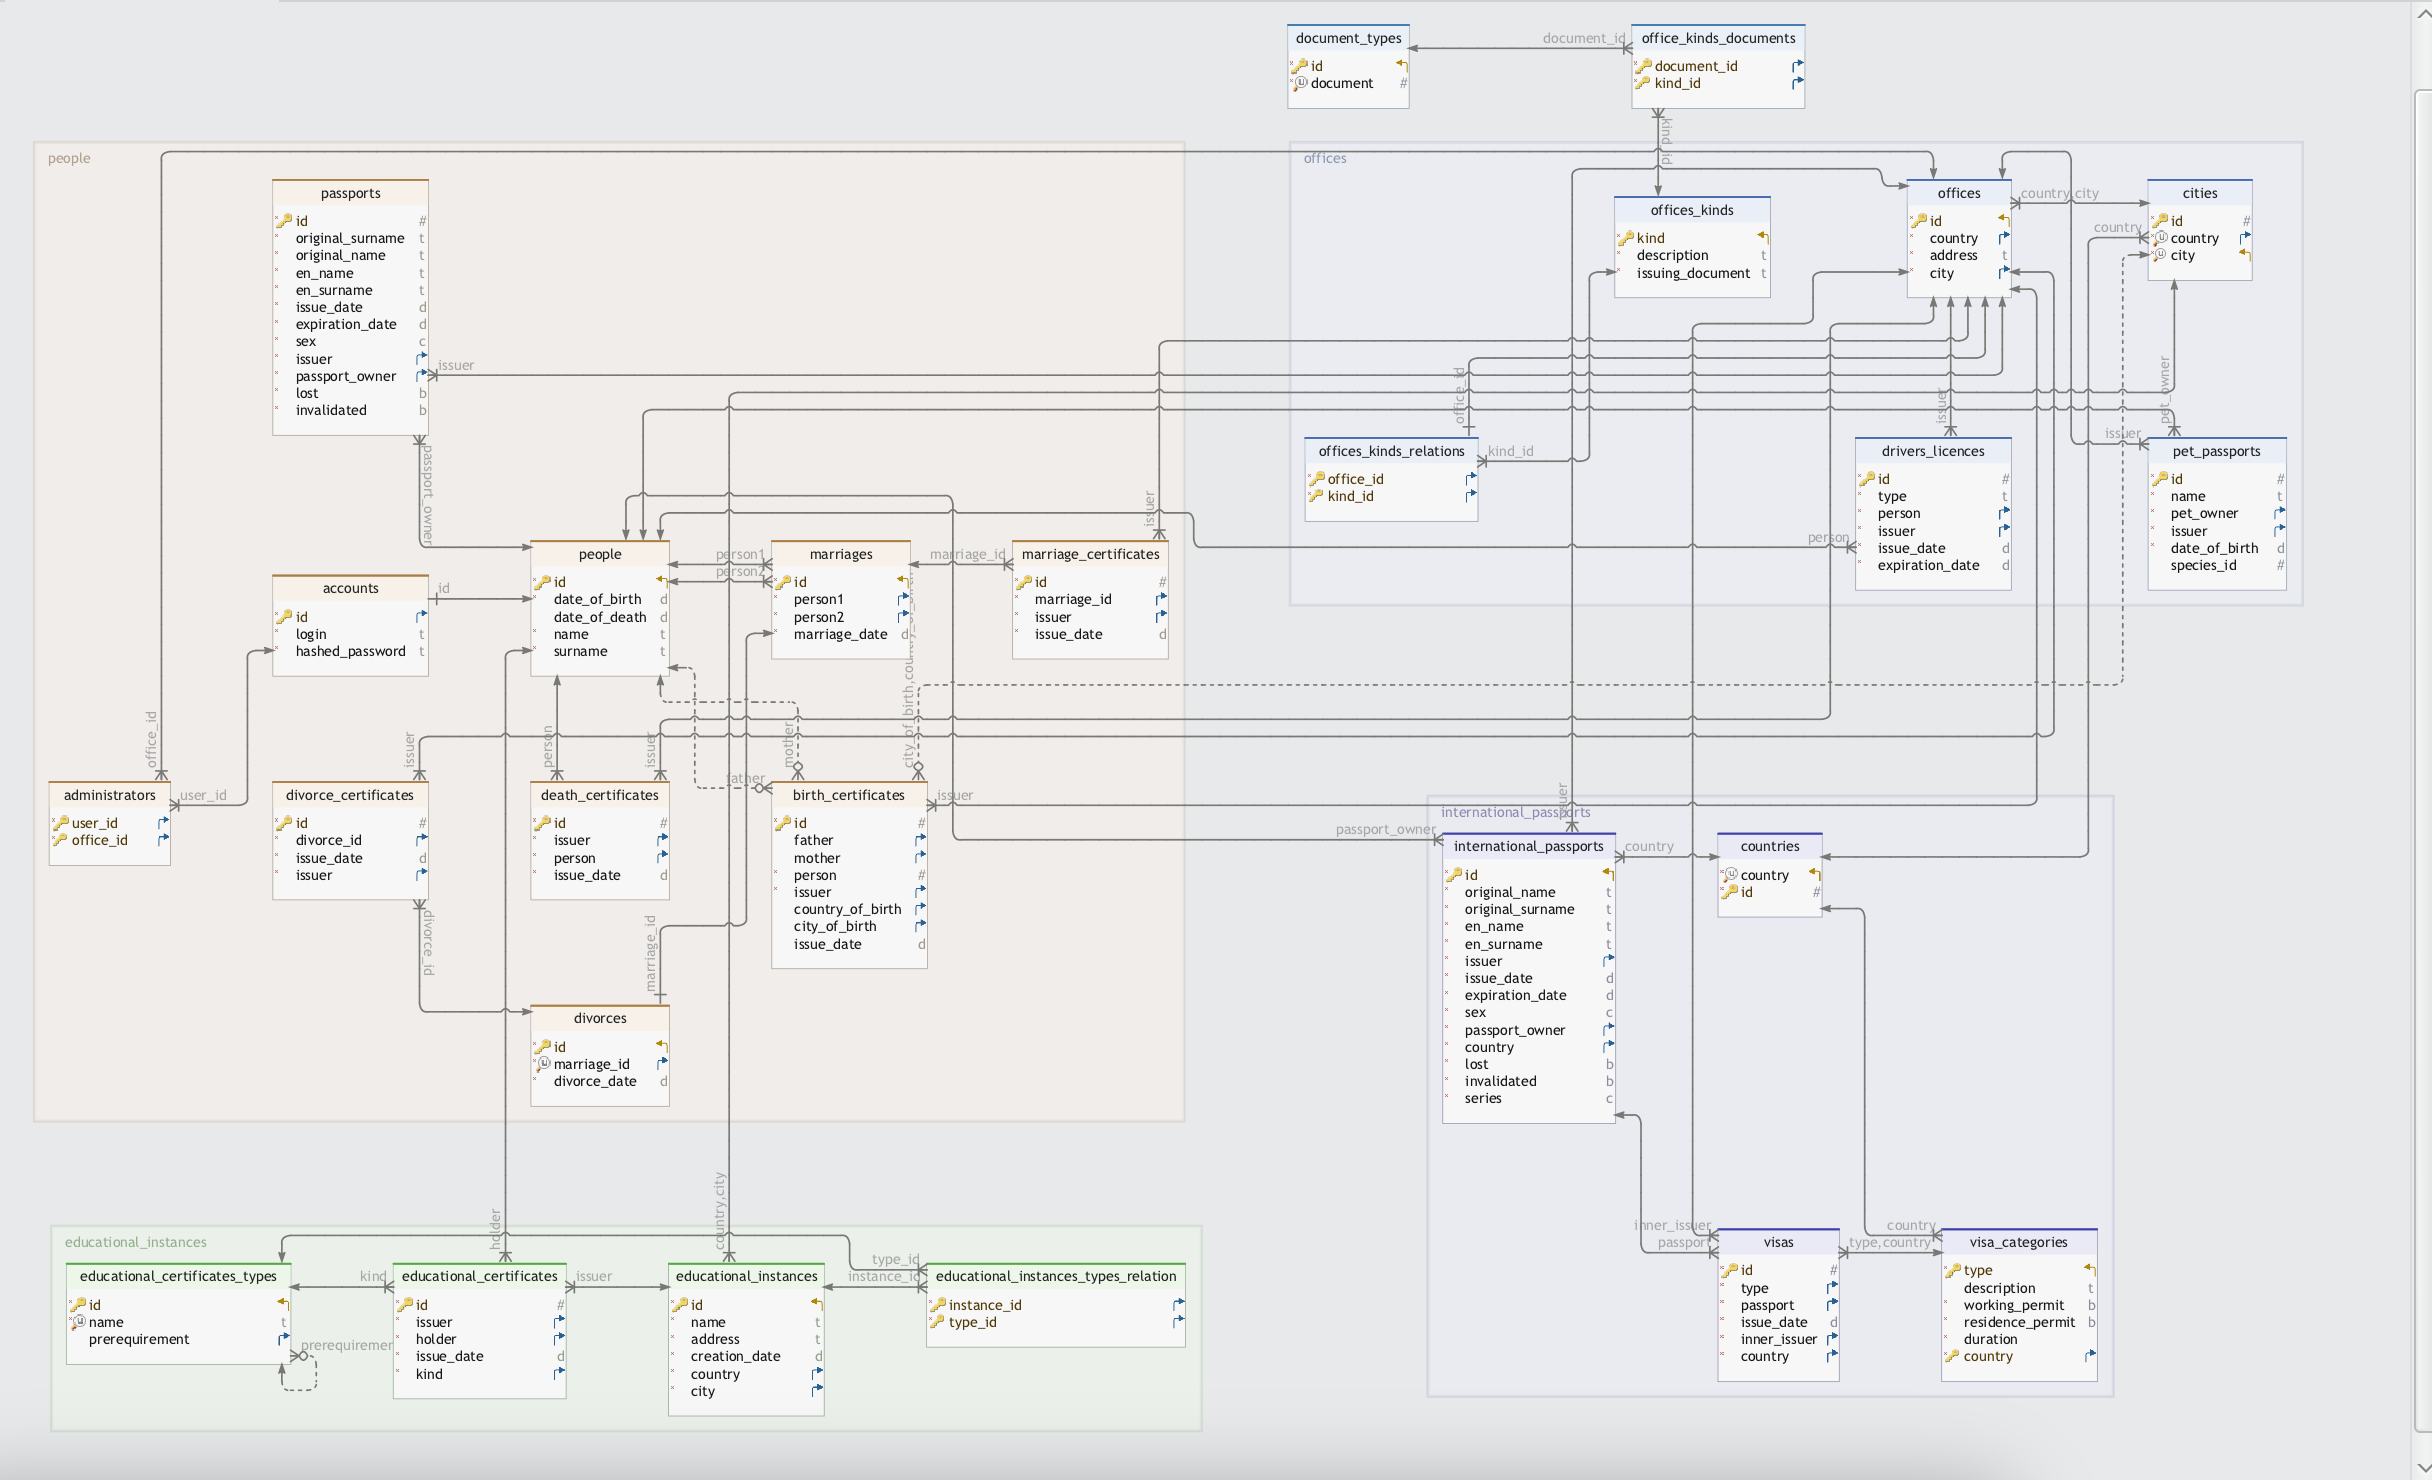 document_types
id
document #
document_id
office_kinds_documents
document_id
kind_id
kind_id
people
passports
id #
original_surname t
original_name t
en_name t
en_surname t
issue_date d
expiration_date d
sex c
issuer
passport_owner
lost b
invalidated b
issuer
passport_owner
offices
offices_kinds
kind
description t
issuing_document t
offices
id
country
address t
city
country,city
cities
id #
country
city
country
offices_kinds_relations
office_id
kind_id
office_id
kind_id
drivers_licences
id #
type t
person
issuer
issue_date d
expiration_date d
issuer
person
pet_passports
id #
name t
pet_owner
issuer
date_of_birth d
species_id #
pet_owner
issuer
accounts
id
login t
hashed_password t
id
people
id
date_of_birth d
date_of_death d
name t
surname t
person1
person2
marriages
id
person1
person2
marriage_date d
marriage_id
marriage_certificates
id #
marriage_id
issuer
issue_date d
issuer
administrators
user_id
office_id
office_id
user_id
divorce_certificates
id #
divorce_id
issue_date d
issuer
issuer
divorce_id
death_certificates
id #
issuer
person
issue_date d
person
issuer
birth_certificates
id #
father
mother
person #
issuer
country_of_birth
city_of_birth
issue_date d
father
mother
city_of_birth,country_of_birth
issuer
divorces
id
marriage_id
divorce_date d
marriage_id
international_passports
international_passports
id
original_name t
original_surname t
en_name t
en_surname t
issuer
issue_date d
expiration_date d
sex c
passport_owner
country
lost b
invalidated b
series c
passport_owner
issuer
country
countries
country
id #
inner_issuer
passport
visas
id #
type
passport
issue_date d
inner_issuer
country
country
type,country
visa_categories
type
description t
working_permit b
residence_permit b
duration
country
educational_instances
educational_certificates_types
id
name t
prerequirement
prerequiremer
kind
educational_certificates
id #
issuer
holder
issue_date d
kind
holder
issuer
educational_instances
id
name t
address t
creation_date d
country
city
country,city
type_id
instance_id
educational_instances_types_relation
instance_id
type_id